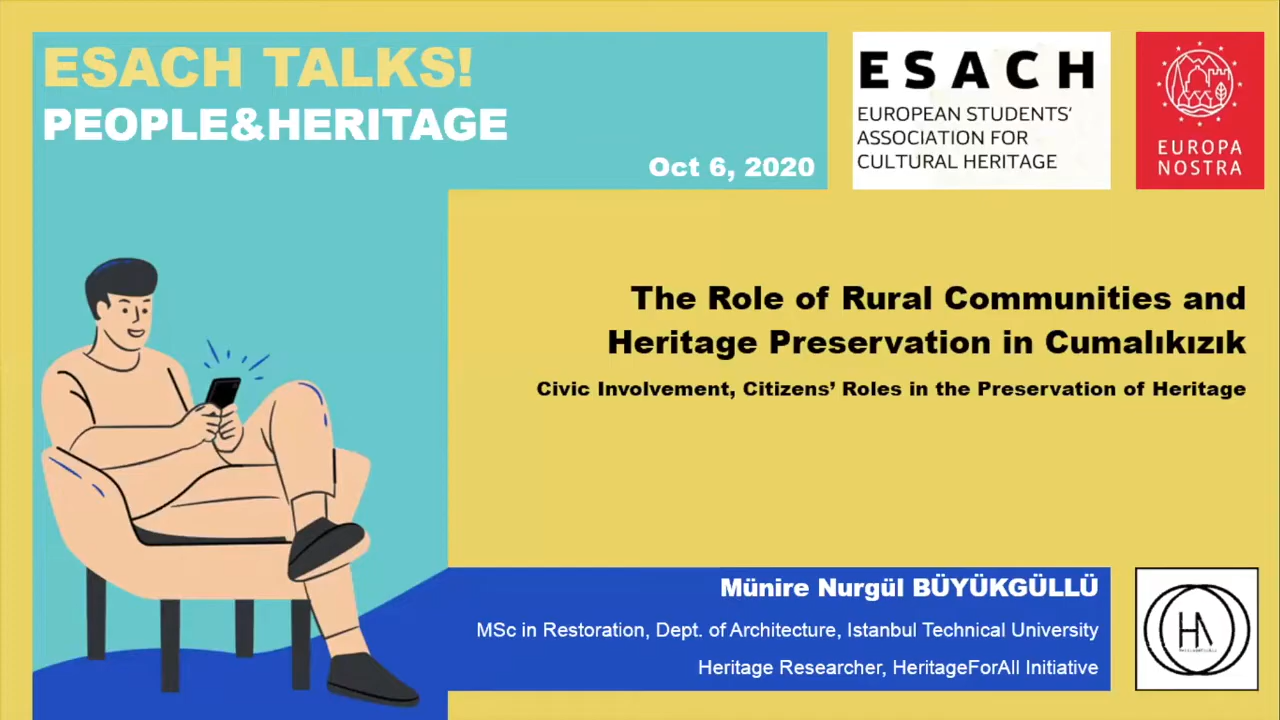 ESACH TALKS!
PEOPLE&HERITAGE
Oct 6, 2020
ESACH
EUROPEAN STUDENTS'
ASSOCIATION FOR
CULTURAL HERITAGE
EUROPA
NOSTRA
The Role of Rural Communities and
Heritage Preservation in Cumalıkızık
Civic Involvement, Citizens’ Roles in the Preservation of Heritage
Münire Nurgül BÜYÜKGÜLLÜ
MSc in Restoration, Dept. of Architecture, Istanbul Technical University
Heritage Researcher, HeritageForAll Initiative
HA